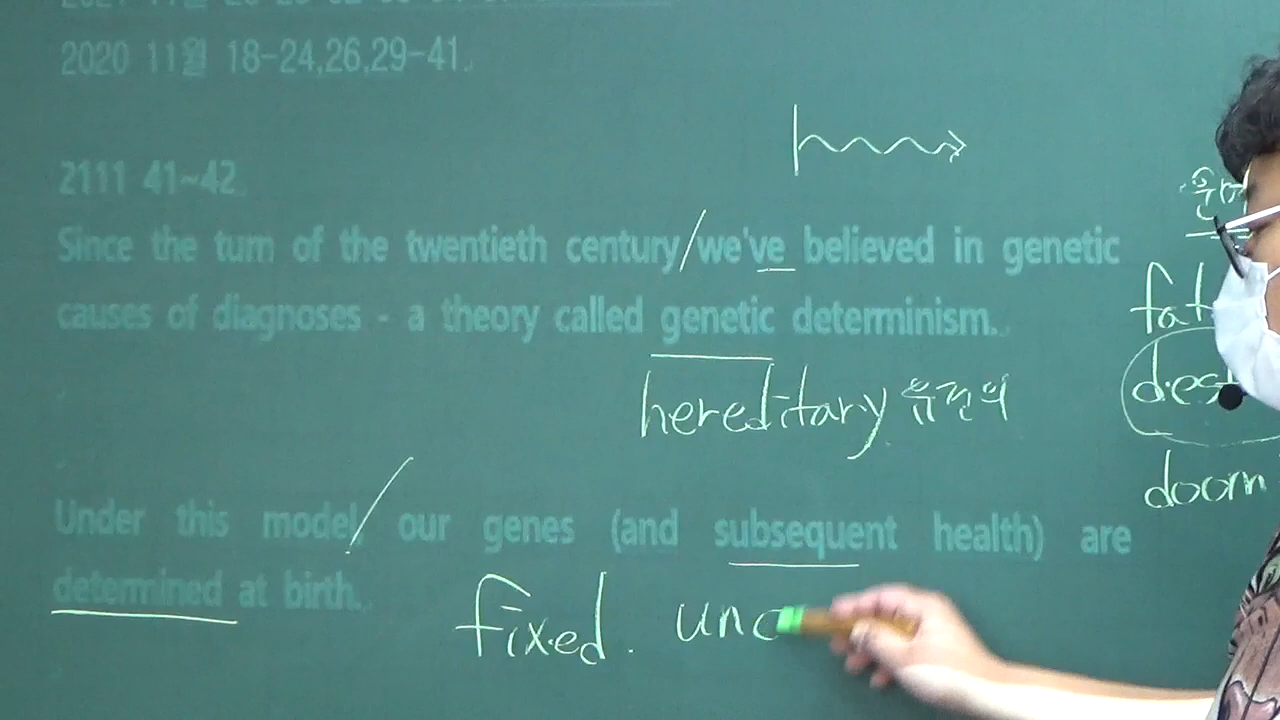 2020 11월 18-24,26,29-41.
2111 41~42
Since the turn of the twentieth century/we've believed in genetic
causes of diagnoses - a theory called genetic determinism.
hereditary 유전의
Under this model/ our genes (and subsequent health) are
determined at birth.
fixed. unc
fat
dest
doom